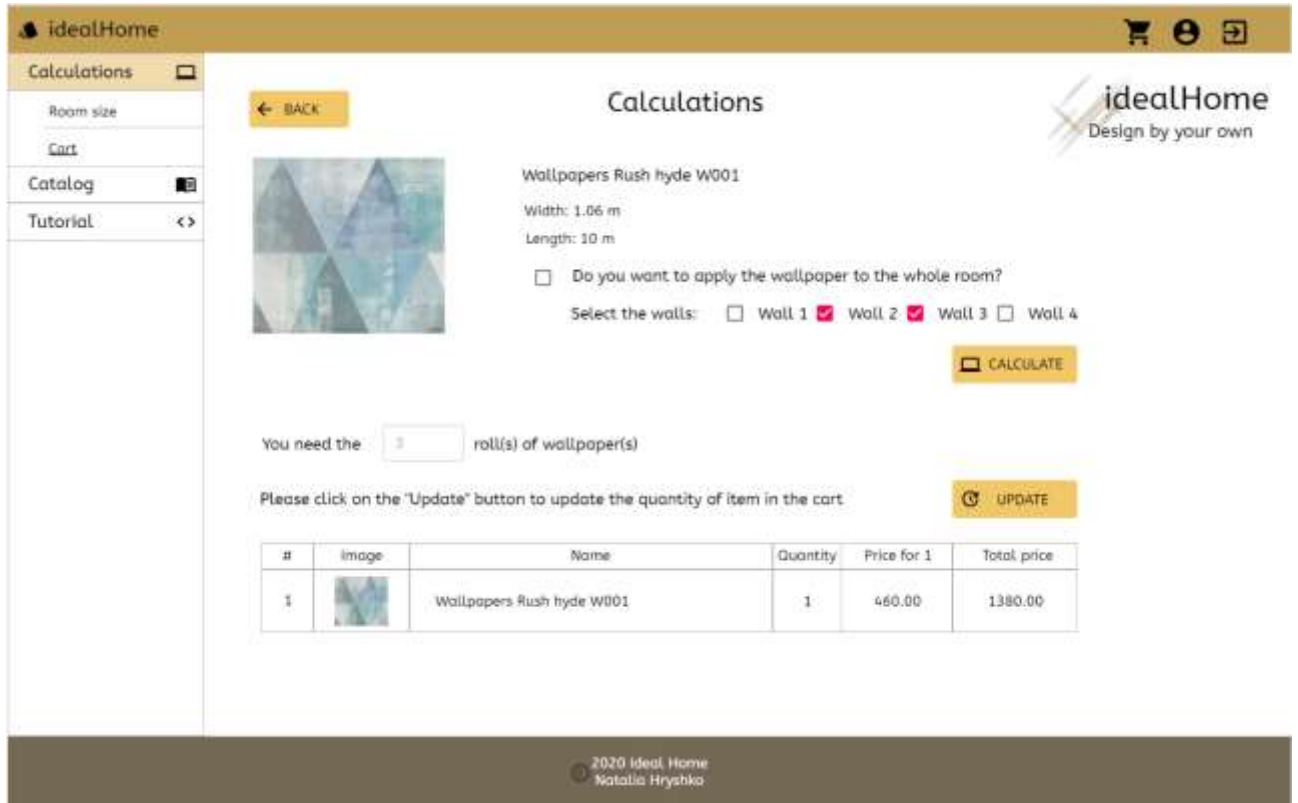 idealHome
Calculations
Room size
Cart
Catalog
Tutorial
BACK
Calculations
idealHome
Design by your own
Wallpapers Rush hyde W001
Width: 1.06 m
Length: 10 m
Do you want to apply the wallpaper to the whole room?
Select the walls: Wall 1 Wall 2 Wall 3 Wall 4
CALCULATE
You need the 3 roll(s) of wallpaper(s)
Please click on the "Update" button to update the quantity of item in the cart
UPDATE
# Image Name Quantity Price for 1 Total price
1 Wallpapers Rush hyde W001 1 460.00 1380.00
2020 Ideal Home
Natalia Hryshko